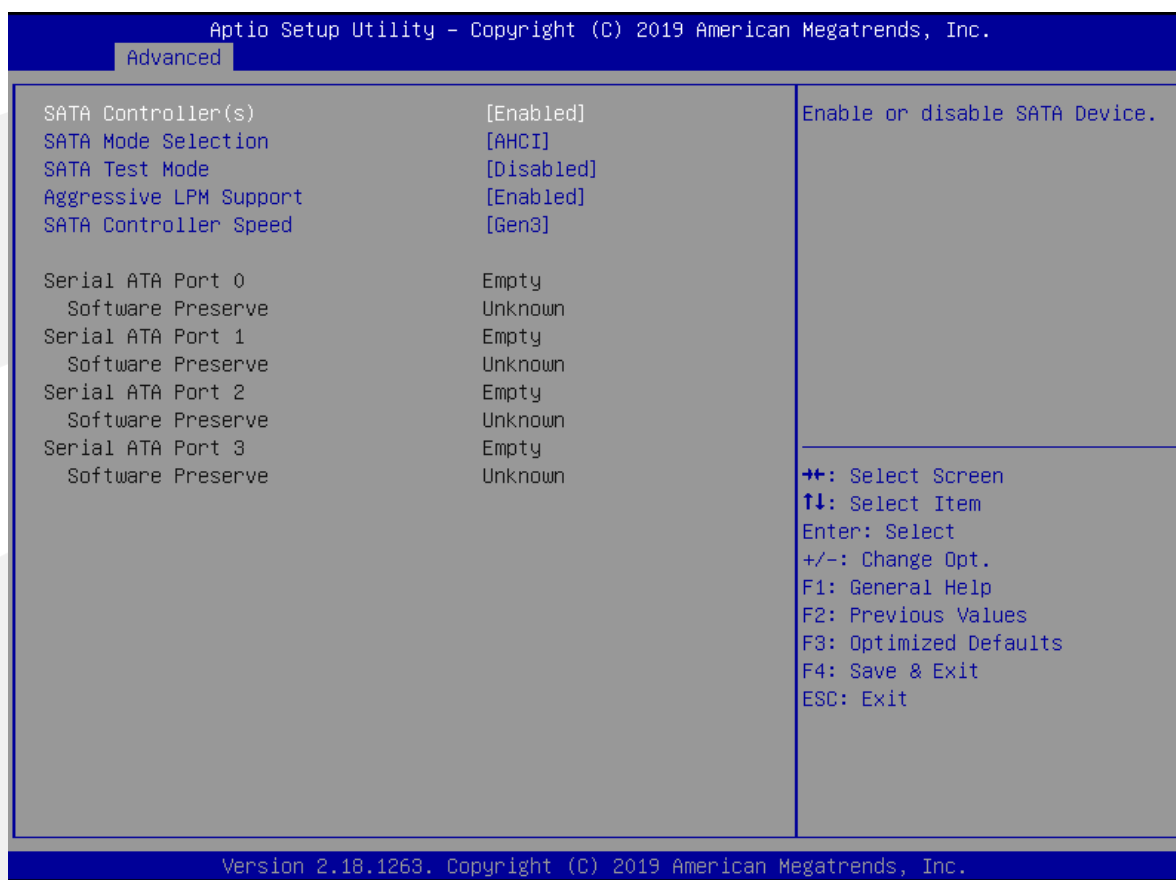 Aptio Setup Utility – Copyright (C) 2019 American Megatrends, Inc.
Advanced
SATA Controller(s) [Enabled]
SATA Mode Selection [AHCI]
SATA Test Mode [Disabled]
Aggressive LPM Support [Enabled]
SATA Controller Speed [Gen3]
Serial ATA Port 0 Empty
Software Preserve Unknown
Serial ATA Port 1 Empty
Software Preserve Unknown
Serial ATA Port 2 Empty
Software Preserve Unknown
Serial ATA Port 3 Empty
Software Preserve Unknown
Enable or disable SATA Device.
→←: Select Screen
↑↓: Select Item
Enter: Select
+/-: Change Opt.
F1: General Help
F2: Previous Values
F3: Optimized Defaults
F4: Save & Exit
ESC: Exit
Version 2.18.1263. Copyright (C) 2019 American Megatrends, Inc.